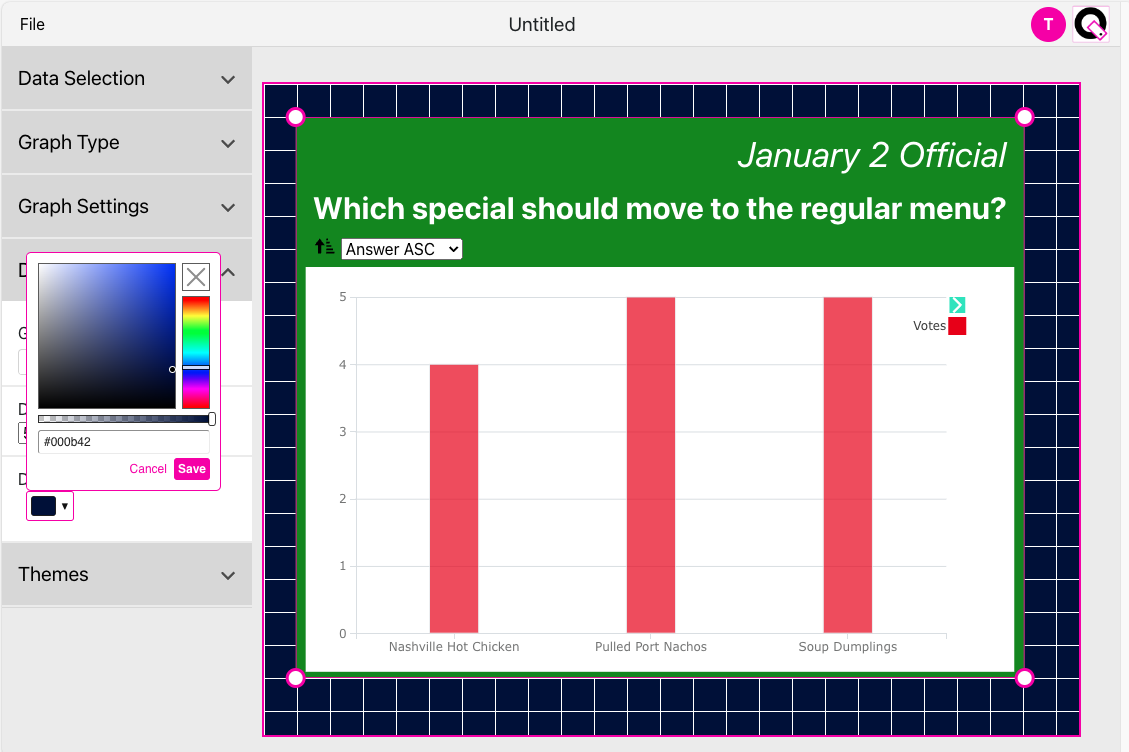 File
Untitled
T
Data Selection
Graph Type
Graph Settings
#000b42
Cancel
Save
Themes
January 2 Official
Which special should move to the regular menu?
Answer ASC
5
4
3
2
1
0
Votes
Nashville Hot Chicken
Pulled Port Nachos
Soup Dumplings